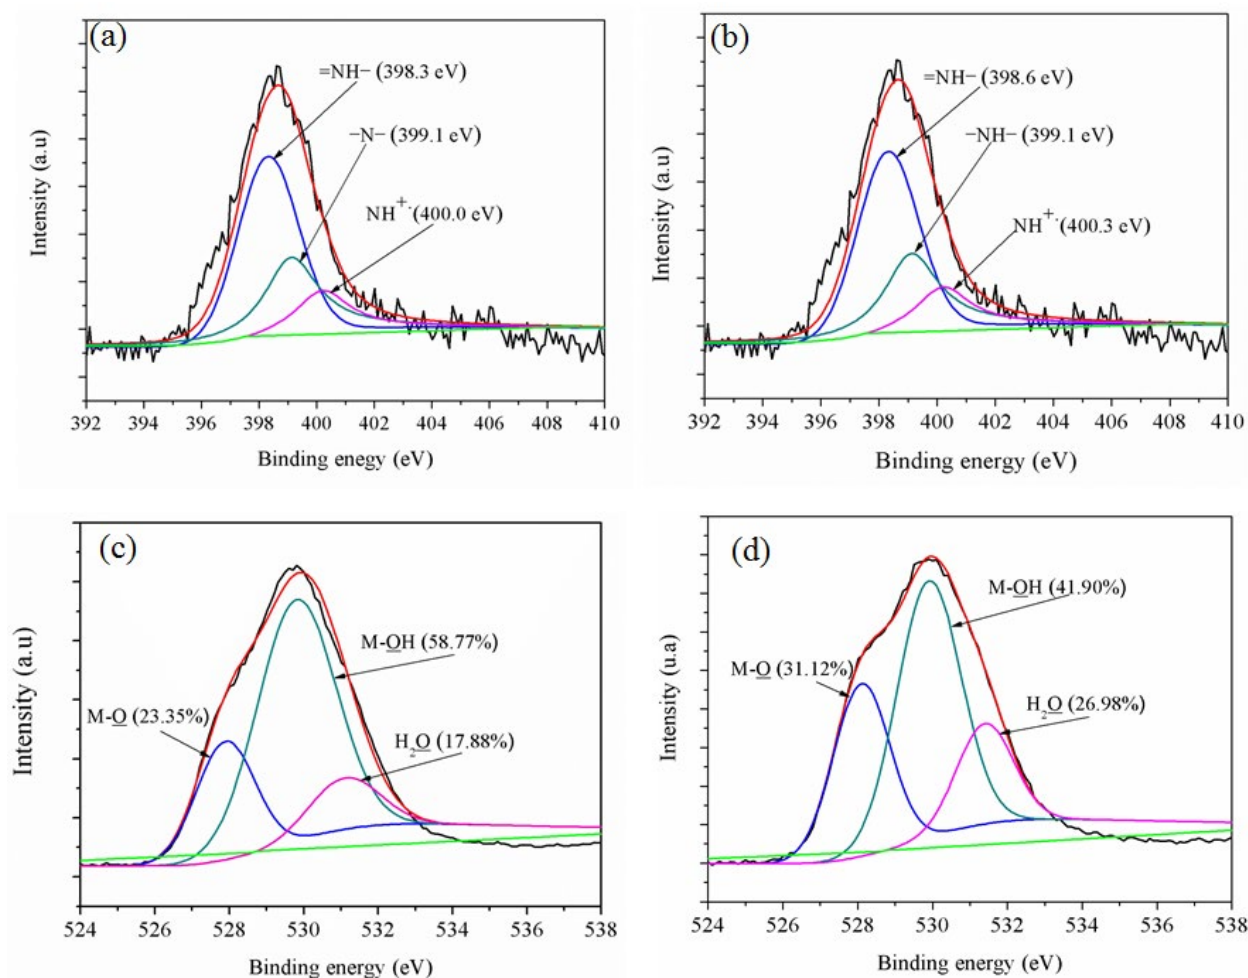 (a)
=NH− (398.3 eV)
−N− (399.1 eV)
NH+· (400.0 eV)
Intensity (a.u)
392 394 396 398 400 402 404 406 408 410
Binding enegy (eV)
(b)
=NH− (398.6 eV)
−NH− (399.1 eV)
NH+· (400.3 eV)
Intensity (a.u)
392 394 396 398 400 402 404 406 408 410
Binding energy (eV)
(c)
M-OH (58.77%)
M-O (23.35%)
H2O (17.88%)
Intensity (a.u)
524 526 528 530 532 534 536 538
Binding energy (eV)
(d)
M-OH (41.90%)
M-O (31.12%)
H2O (26.98%)
Intensity (u.a)
524 526 528 530 532 534 536 538
Binding energy (eV)